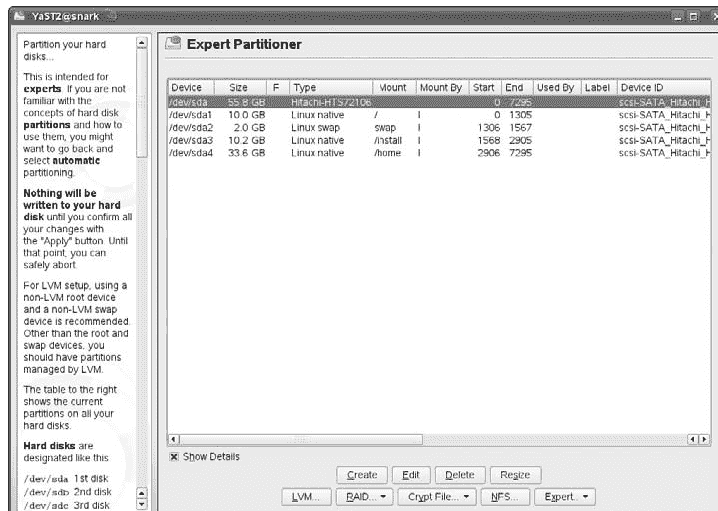 YaST2@snark
Partition your hard
disks...
This is intended for
experts. If you are not
familiar with the
concepts of hard disk
partitions and how to
use them, you might
want to go back and
select automatic
partitioning.
Nothing will be
written to your hard
disk until you confirm all
your changes with
the "Apply" button. Until
that point, you can
safely abort.
For LVM setup, using a
non-LVM root device
and a non-LVM swap
device is recommended.
Other than the root and
swap devices, you
should have partitions
managed by LVM.
The table to the right
shows the current
partitions on all your
hard disks.
Hard disks are
designated like this
/dev/sda 1st disk
/dev/sdb 2nd disk
/dev/sdc 3rd disk
Expert Partitioner
Device Size F Type Mount Mount By Start End Used By Label Device ID
/dev/sda 55.8 GB Hitachi-HTS72106 0 7295 scsi-SATA_Hitachi_H
/dev/sda1 10.0 GB Linux native / I 0 1305 scsi-SATA_Hitachi_H
/dev/sda2 2.0 GB Linux swap swap I 1306 1567 scsi-SATA_Hitachi_H
/dev/sda3 10.2 GB Linux native /install I 1568 2905 scsi-SATA_Hitachi_H
/dev/sda4 33.6 GB Linux native /home I 2906 7295 scsi-SATA_Hitachi_H
Show Details
Create Edit Delete Resize
LVM... RAID... Crypt File... NFS... Expert..